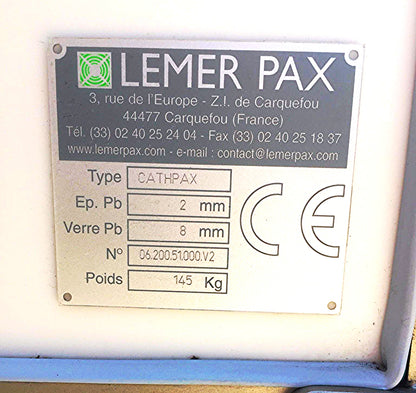 LEMER PAX
3, rue de l'Europe - Z.I. de Carquefou
44477 Carquefou (France)
Tél. (33) 02 40 25 24 04 - Fax (33) 02 40 25 18 37
www.lemerpax.com - e-mail : contact@lemerpax.com
Type CATHPAX
Ep. Pb 2 mm
Verre Pb 8 mm
N° 06.200.51.000.V2
Poids 145 Kg
CE